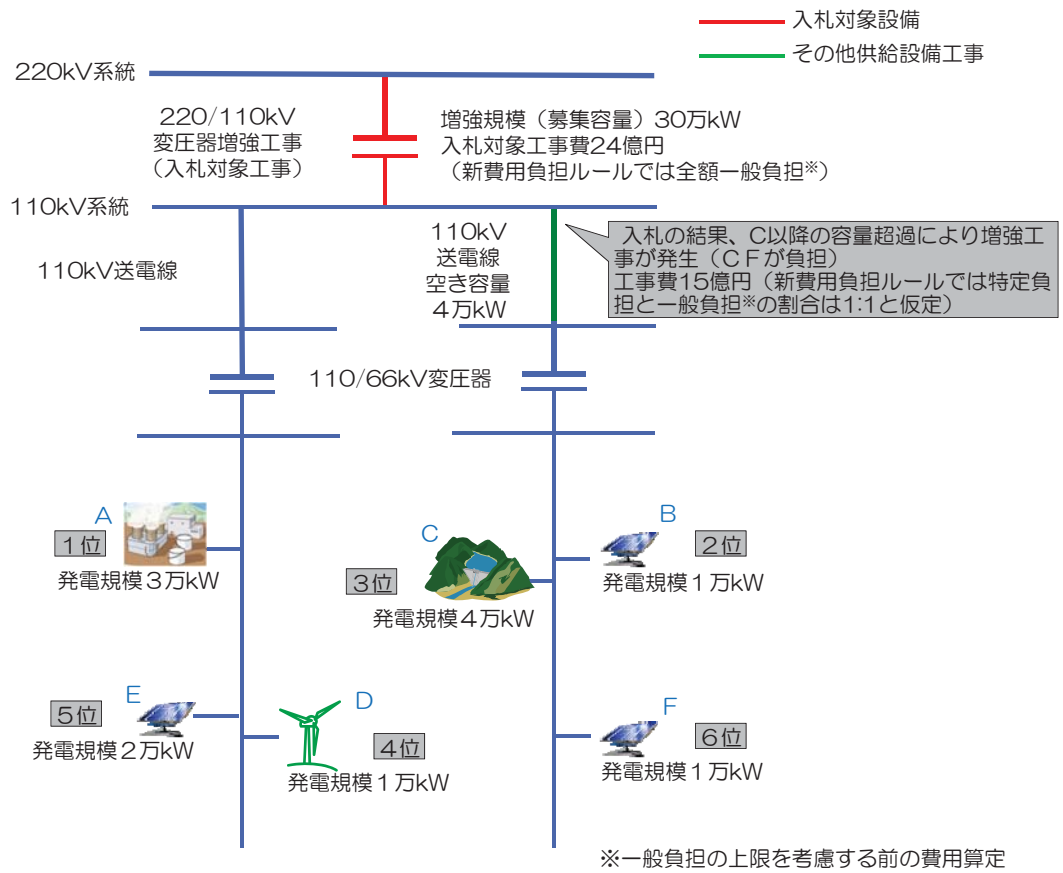 入札対象設備
その他供給設備工事
220kV系統
220/110kV
変圧器増強工事
(入札対象工事)
増強規模(募集容量)30万kW
入札対象工事費24億円
(新費用負担ルールでは全額一般負担※)
110kV系統
110kV送電線
110kV
送電線
空き容量
4万kW
入札の結果、C以降の容量超過により増強工
事が発生(CFが負担)
工事費15億円(新費用負担ルールでは特定負
担と一般負担※の割合は1:1と仮定)
110/66kV変圧器
A
1位
発電規模3万kW
C
3位
発電規模4万kW
B
2位
発電規模1万kW
E
5位
発電規模2万kW
D
4位
発電規模1万kW
F
6位
発電規模1万kW
※一般負担の上限を考慮する前の費用算定